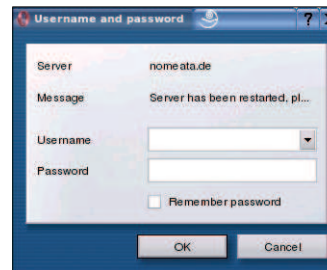 Username and password ?
Server nomeata.de
Message Server has been restarted, pl...
Username
Password
Remember password
OK Cancel